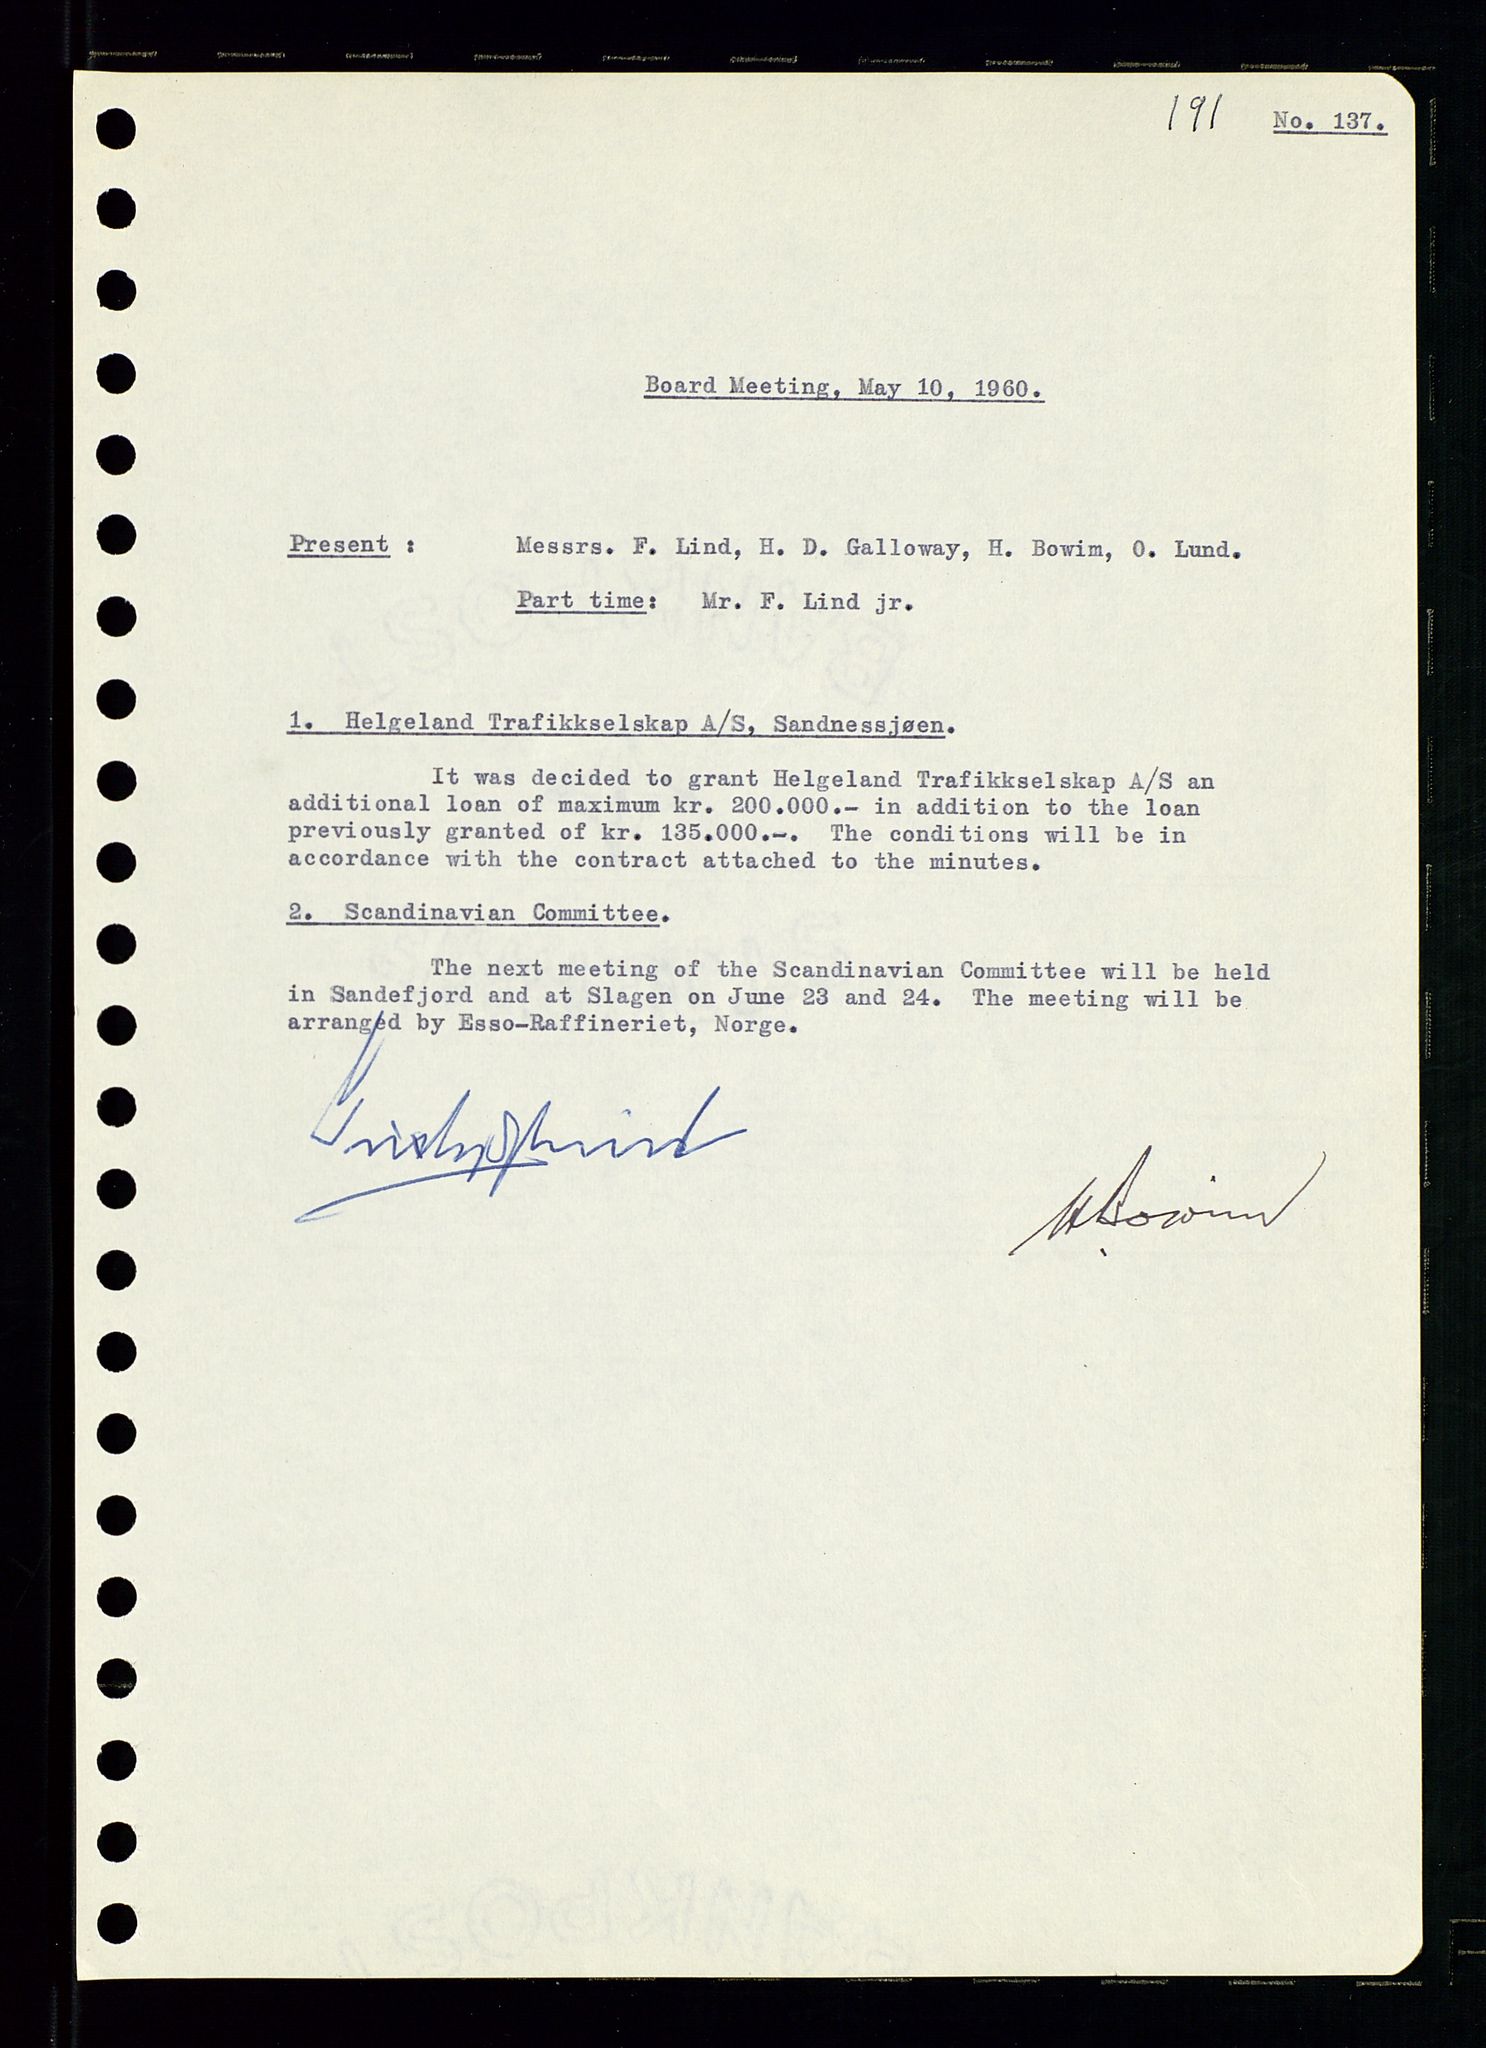 191 No. 137.
Board Meeting, May 10, 1960.
Present : Messrs. F. Lind, H. D. Galloway, H. Bowim, O. Lund.
Part time: Mr. F. Lind jr.
1. Helgeland Trafikkselskap A/S, Sandnessjøen.
It was decided to grant Helgeland Trafikkselskap A/S an
additional loan of maximum kr. 200.000.- in addition to the loan
previously granted of kr. 135.000.-. The conditions will be in
accordance with the contract attached to the minutes.
2. Scandinavian Committee.
The next meeting of the Scandinavian Committee will be held
in Sandefjord and at Slagen on June 23 and 24. The meeting will be
arranged by Esso-Raffineriet, Norge.
H Bowim